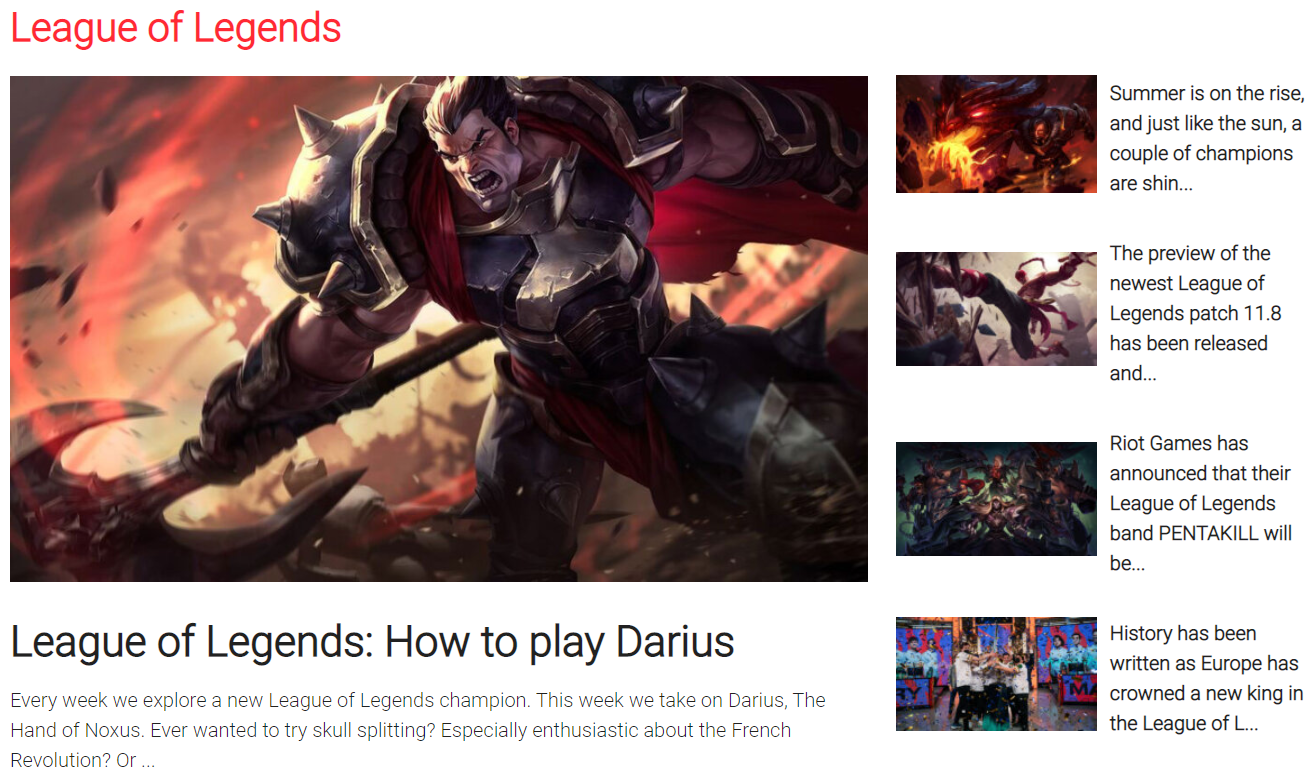 League of Legends
League of Legends: How to play Darius
Every week we explore a new League of Legends champion. This week we take on Darius, The
Hand of Noxus. Ever wanted to try skull splitting? Especially enthusiastic about the French
Revolution? Or ...
Summer is on the rise,
and just like the sun, a
couple of champions
are shin...
The preview of the
newest League of
Legends patch 11.8
has been released
and...
Riot Games has
announced that their
League of Legends
band PENTAKILL will
be...
History has been
written as Europe has
crowned a new king in
the League of L...